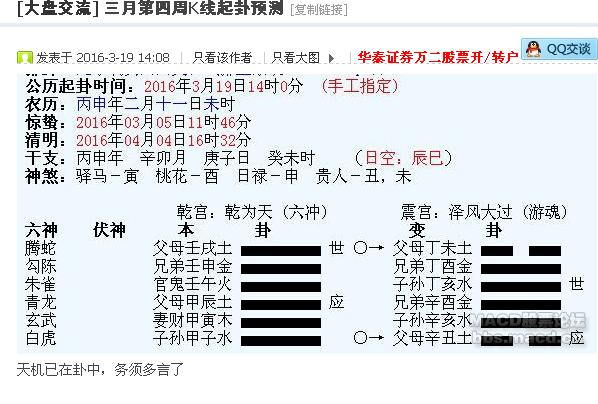 [大盘交流] 三月第四周K线起卦预测 [复制链接]
发表于 2016-3-19 14:08 | 只看该作者 | 只看大图 华泰证券万二股票开/转户 QQ交谈
公历起卦时间：2016年3月19日14时0分 （手工指定）
农历：丙申年二月十一日未时
惊蛰：2016年03月05日11时46分
清明：2016年04月04日16时32分
干支：丙申年 辛卯月 庚子日 癸未时 （日空：辰巳）
神煞：驿马－寅 桃花－酉 日禄－申 贵人－丑，未
乾宫：乾为天（六冲） 震宫：泽风大过（游魂）
六神 伏神 本 卦 变 卦
腾蛇 父母壬戌土 世 ○→ 父母丁未土
勾陈 兄弟壬申金 兄弟丁酉金
朱雀 官鬼壬午火 子孙丁亥水 世
青龙 父母甲辰土 应 兄弟辛酉金
玄武 妻财甲寅木 子孙辛亥水
白虎 子孙甲子水 ○→ 父母辛丑土 应
MACD股票论坛
bbs.macd.cn
天机已在卦中，务须多言了